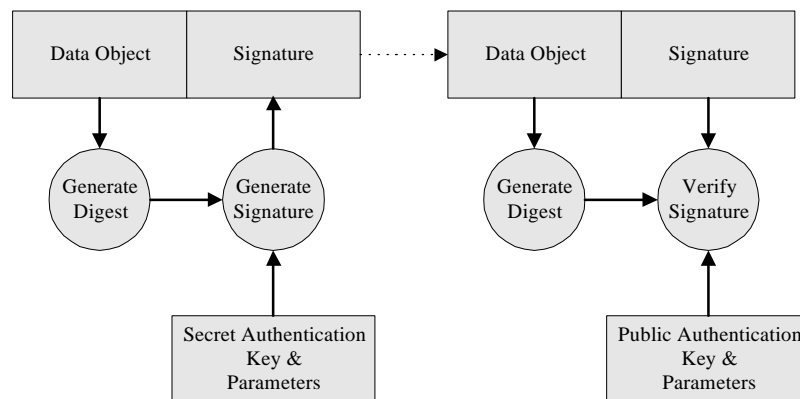 Data Object
Signature
Data Object
Signature
Generate
Digest
Generate
Signature
Generate
Digest
Verify
Signature
Secret Authentication
Key &
Parameters
Public Authentication
Key &
Parameters